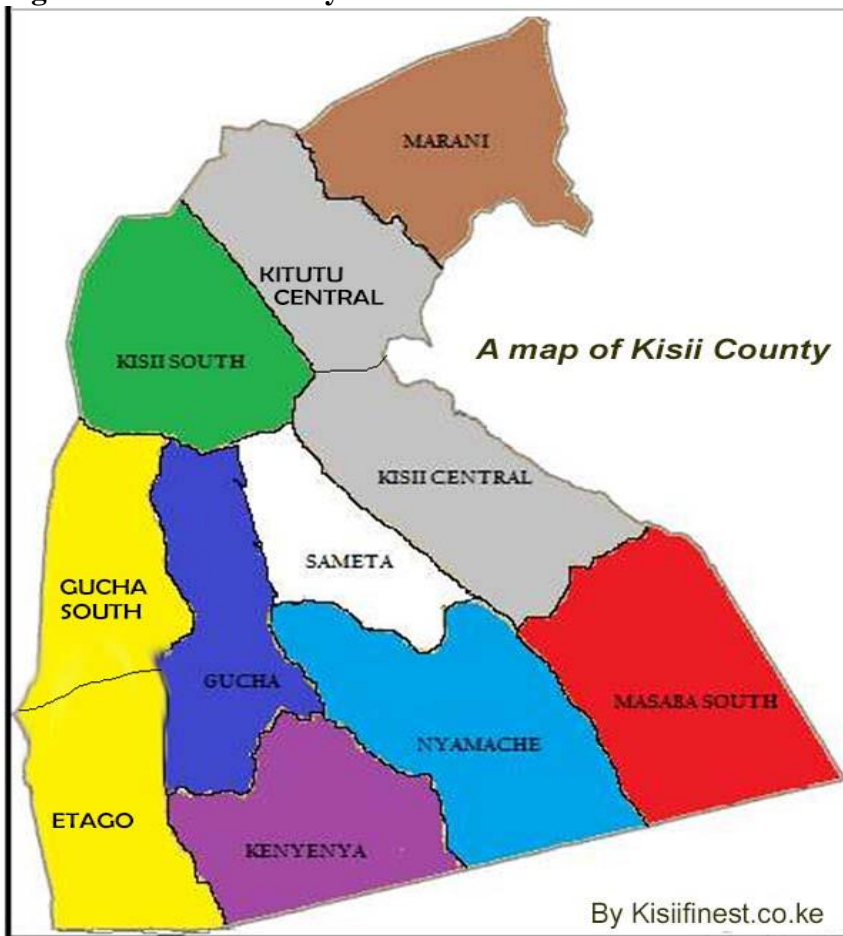 MARANI
KITUTU
CENTRAL
A map of Kisii County
KISII SOUTH
KISII CENTRAL
SAMETA
GUCHA
SOUTH
GUCHA
MASABA SOUTH
NYAMACHE
ETAGO
KENYENYA
By Kisiifinest.co.ke